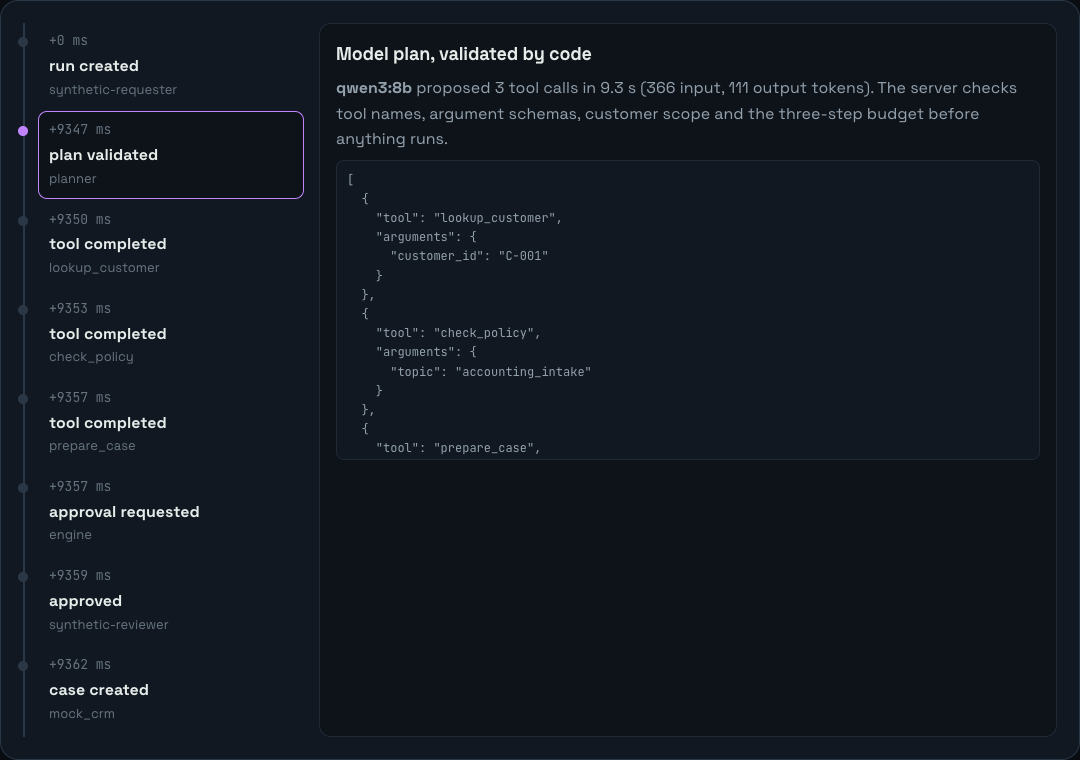 +0 ms
run created
synthetic-requester
+9347 ms
plan validated
planner
+9350 ms
tool completed
lookup_customer
+9353 ms
tool completed
check_policy
+9357 ms
tool completed
prepare_case
+9357 ms
approval requested
engine
+9359 ms
approved
synthetic-reviewer
+9362 ms
case created
mock_crm
Model plan, validated by code
qwen3:8b proposed 3 tool calls in 9.3 s (366 input, 111 output tokens). The server checks
tool names, argument schemas, customer scope and the three-step budget before
anything runs.
[
  {
    "tool": "lookup_customer",
    "arguments": {
      "customer_id": "C-001"
    }
  },
  {
    "tool": "check_policy",
    "arguments": {
      "topic": "accounting_intake"
    }
  },
  {
    "tool": "prepare_case",